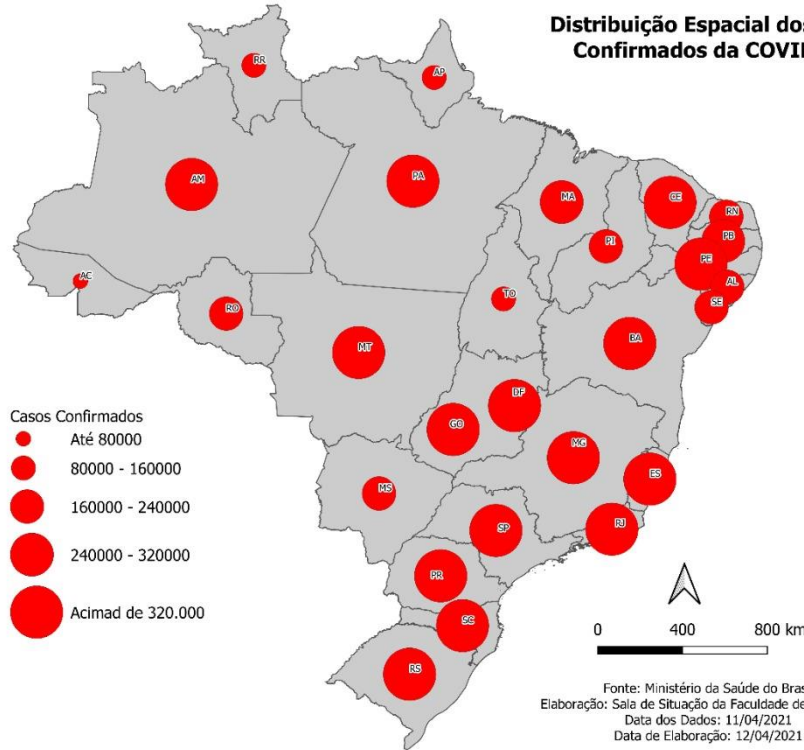 Distribuição Espacial dos
Confirmados da COVI
RR
AP
AM
PA
MA
CE
RN
PI
PB
PE
AC
TO
AL
SE
RO
MT
BA
DF
GO
MG
Casos Confirmados
Até 80000
80000 - 160000
160000 - 240000
240000 - 320000
Acimad de 320.000
MS
ES
SP
RJ
PR
SC
RS
0 400 800 km
Fonte: Ministério da Saúde do Bras
Elaboração: Sala de Situação da Faculdade de
Data dos Dados: 11/04/2021
Data de Elaboração: 12/04/2021